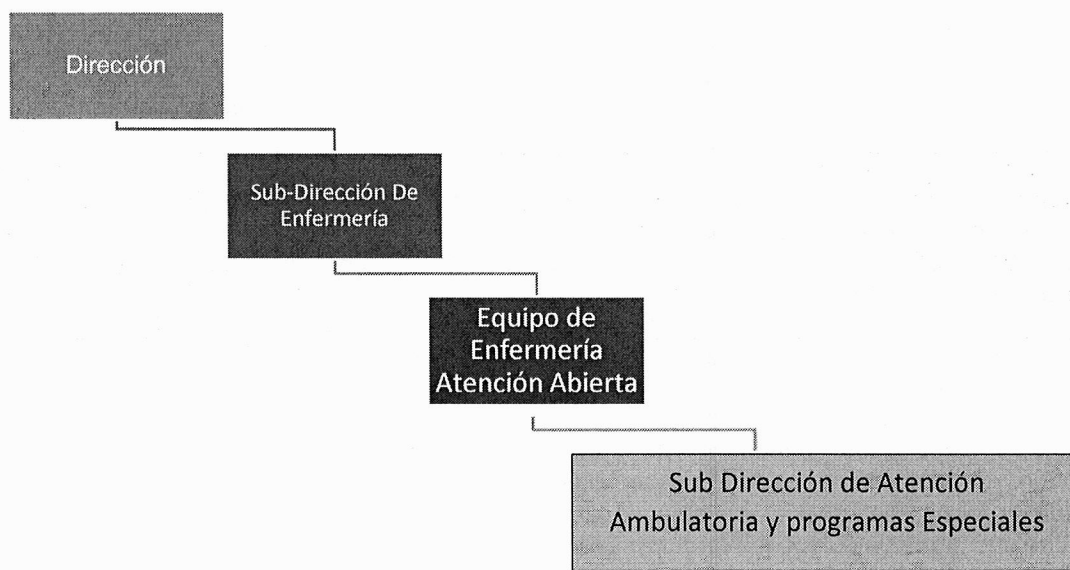 Dirección
Sub-Dirección De
Enfermería
Equipo de
Enfermería
Atención Abierta
Sub Dirección de Atención
Ambulatoria y programas Especiales